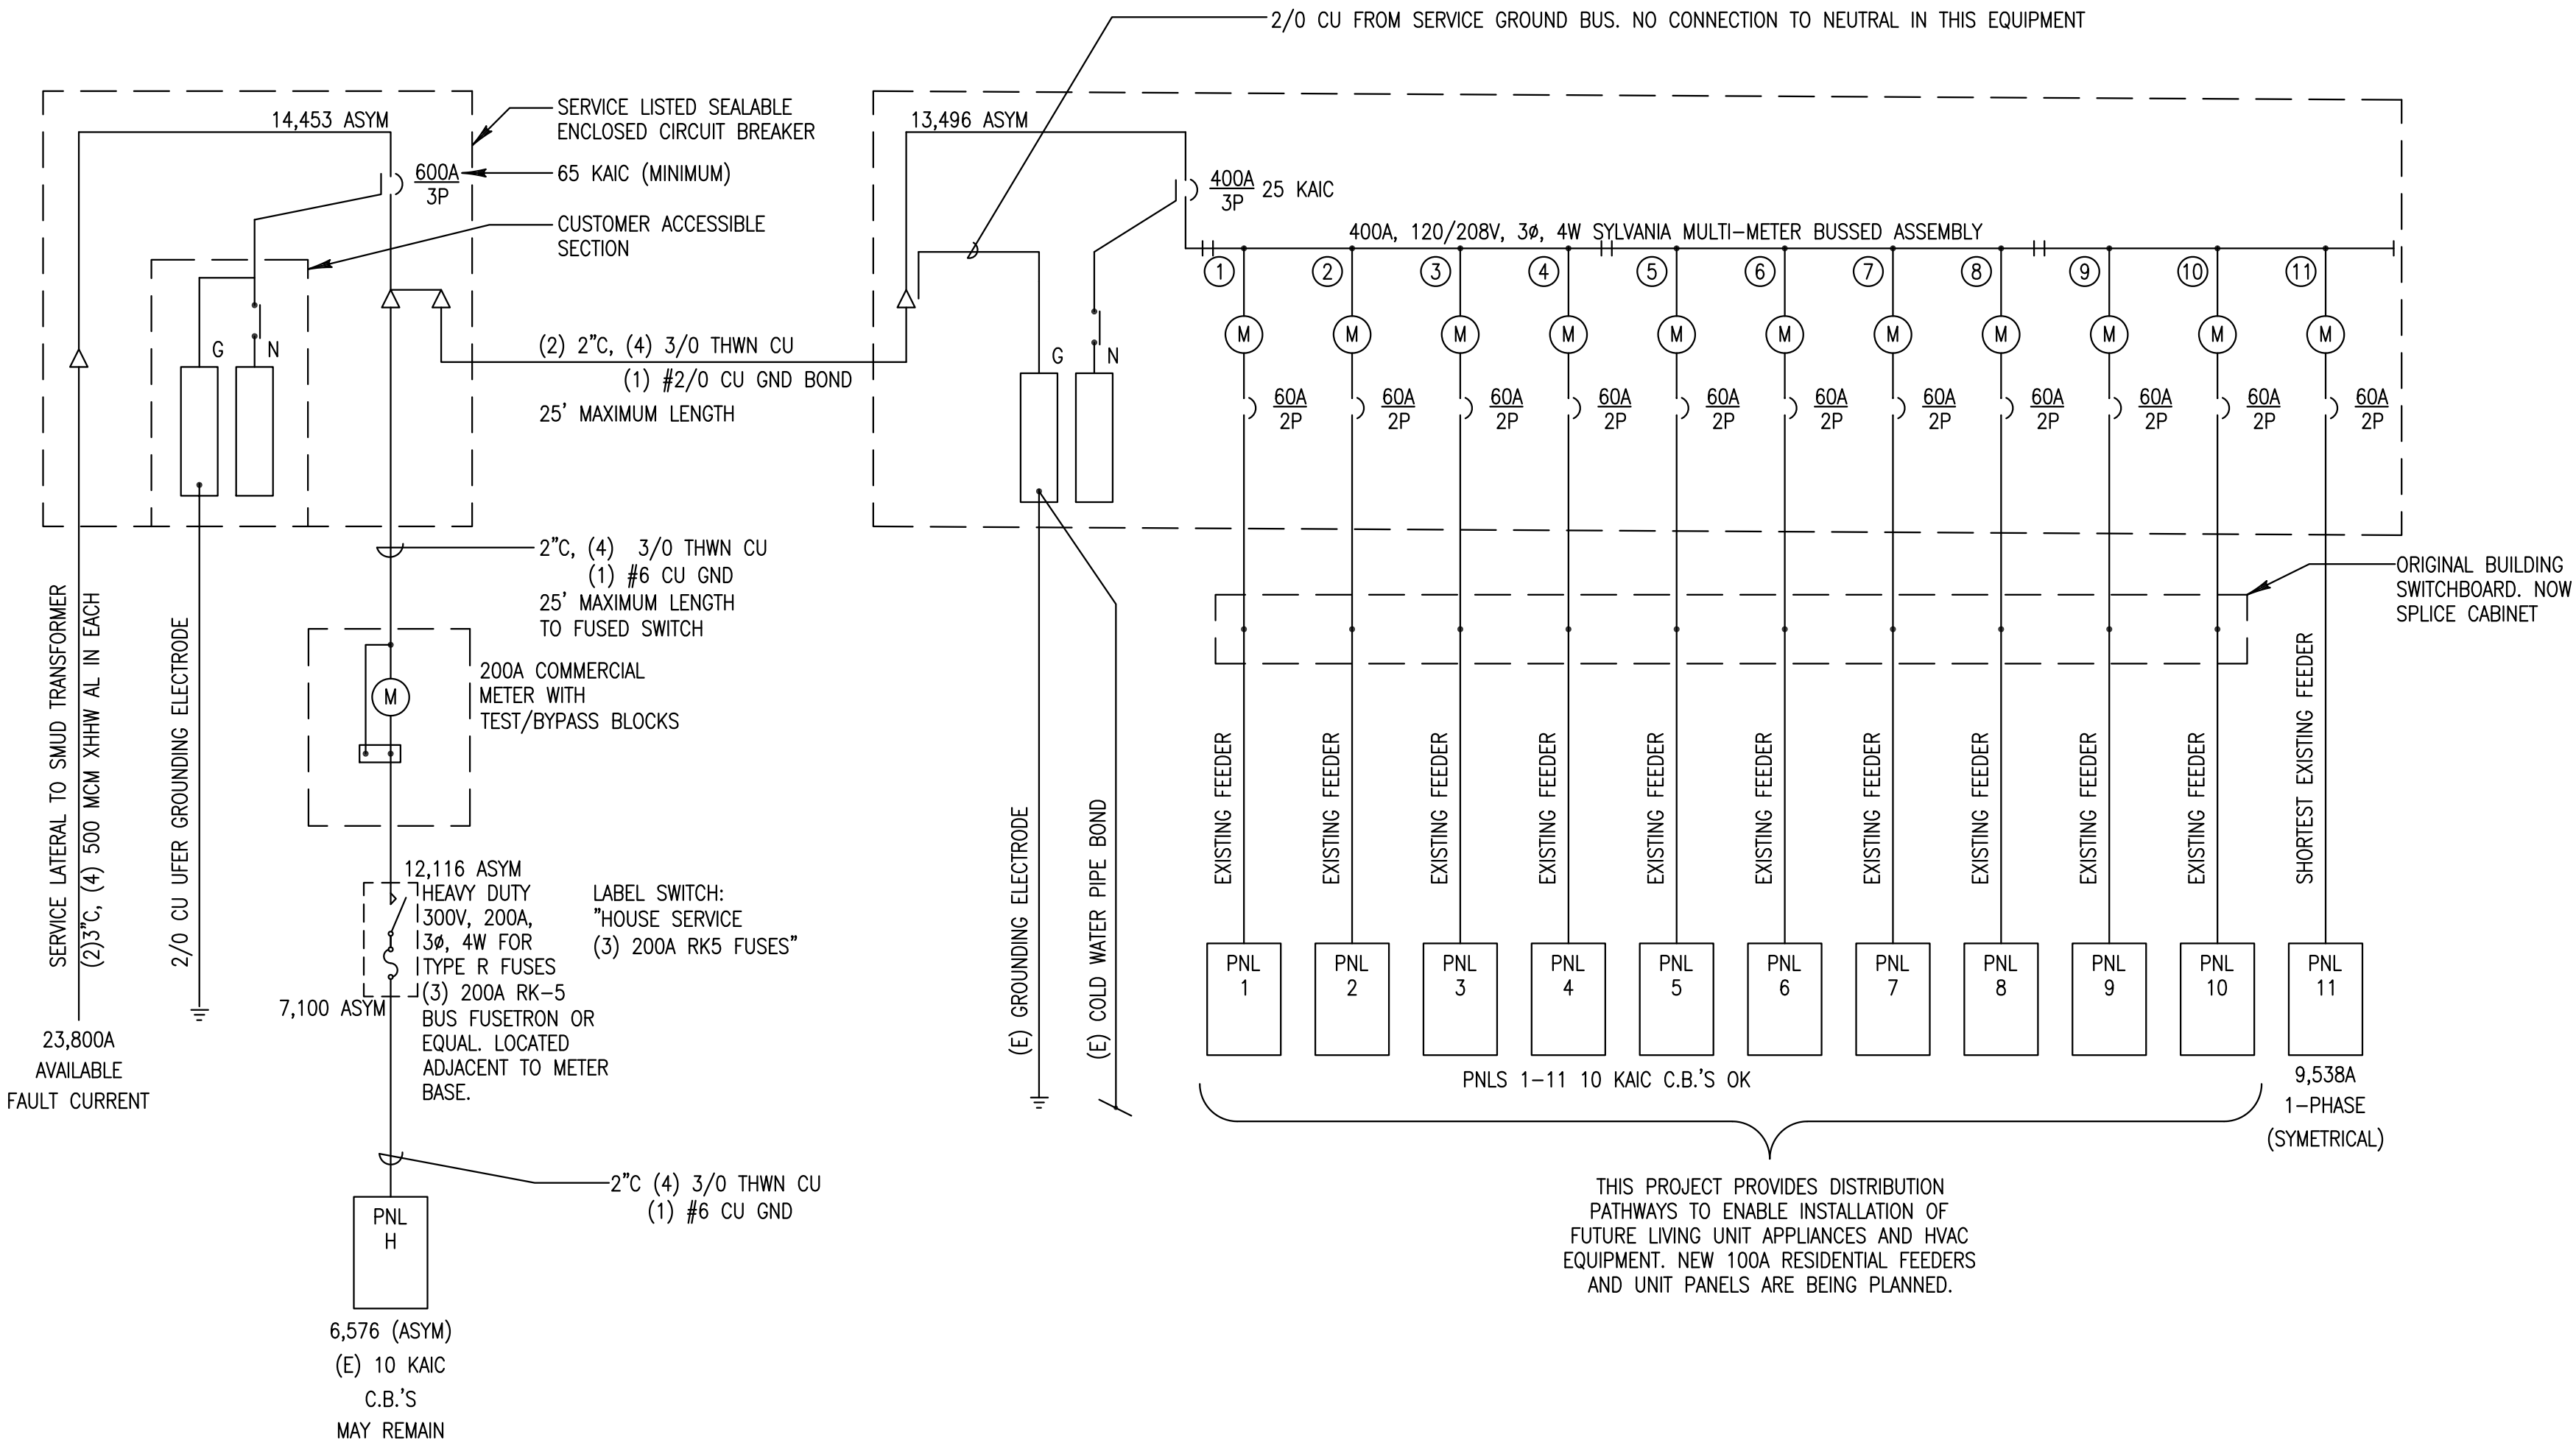 2/0 CU FROM SERVICE GROUND BUS. NO CONNECTION TO NEUTRAL IN THIS EQUIPMENT
14,453 ASYM
SERVICE LISTED SEALABLE
ENCLOSED CIRCUIT BREAKER
600A
3P
65 KAIC (MINIMUM)
CUSTOMER ACCESSIBLE
SECTION
G
N
(2) 2"C, (4) 3/0 THWN CU
(1) #2/0 CU GND BOND
25' MAXIMUM LENGTH
13,496 ASYM
400A
3P
25 KAIC
400A, 120/208V, 3ø, 4W SYLVANIA MULTI-METER BUSSED ASSEMBLY
G
N
1
2
3
4
5
6
7
8
9
10
11
M
M
M
M
M
M
M
M
M
M
M
60A
2P
60A
2P
60A
2P
60A
2P
60A
2P
60A
2P
60A
2P
60A
2P
60A
2P
60A
2P
60A
2P
2"C, (4) 3/0 THWN CU
(1) #6 CU GND
25' MAXIMUM LENGTH
TO FUSED SWITCH
ORIGINAL BUILDING
SWITCHBOARD. NOW
SPLICE CABINET
SERVICE LATERAL TO SMUD TRANSFORMER
(2)3"C, (4) 500 MCM XHHW AL IN EACH
2/0 CU UFER GROUNDING ELECTRODE
M
200A COMMERCIAL
METER WITH
TEST/BYPASS BLOCKS
12,116 ASYM
HEAVY DUTY
300V, 200A,
3ø, 4W FOR
TYPE R FUSES
(3) 200A RK-5
BUS FUSETRON OR
EQUAL. LOCATED
ADJACENT TO METER
BASE.
LABEL SWITCH:
"HOUSE SERVICE
(3) 200A RK5 FUSES"
7,100 ASYM
23,800A
AVAILABLE
FAULT CURRENT
(E) GROUNDING ELECTRODE
(E) COLD WATER PIPE BOND
EXISTING FEEDER
EXISTING FEEDER
EXISTING FEEDER
EXISTING FEEDER
EXISTING FEEDER
EXISTING FEEDER
EXISTING FEEDER
EXISTING FEEDER
EXISTING FEEDER
EXISTING FEEDER
SHORTEST EXISTING FEEDER
PNL
1
PNL
2
PNL
3
PNL
4
PNL
5
PNL
6
PNL
7
PNL
8
PNL
9
PNL
10
PNL
11
PNLS 1-11 10 KAIC C.B.'S OK
9,538A
1-PHASE
(SYMETRICAL)
2"C (4) 3/0 THWN CU
(1) #6 CU GND
PNL
H
6,576 (ASYM)
(E) 10 KAIC
C.B.'S
MAY REMAIN
THIS PROJECT PROVIDES DISTRIBUTION
PATHWAYS TO ENABLE INSTALLATION OF
FUTURE LIVING UNIT APPLIANCES AND HVAC
EQUIPMENT. NEW 100A RESIDENTIAL FEEDERS
AND UNIT PANELS ARE BEING PLANNED.